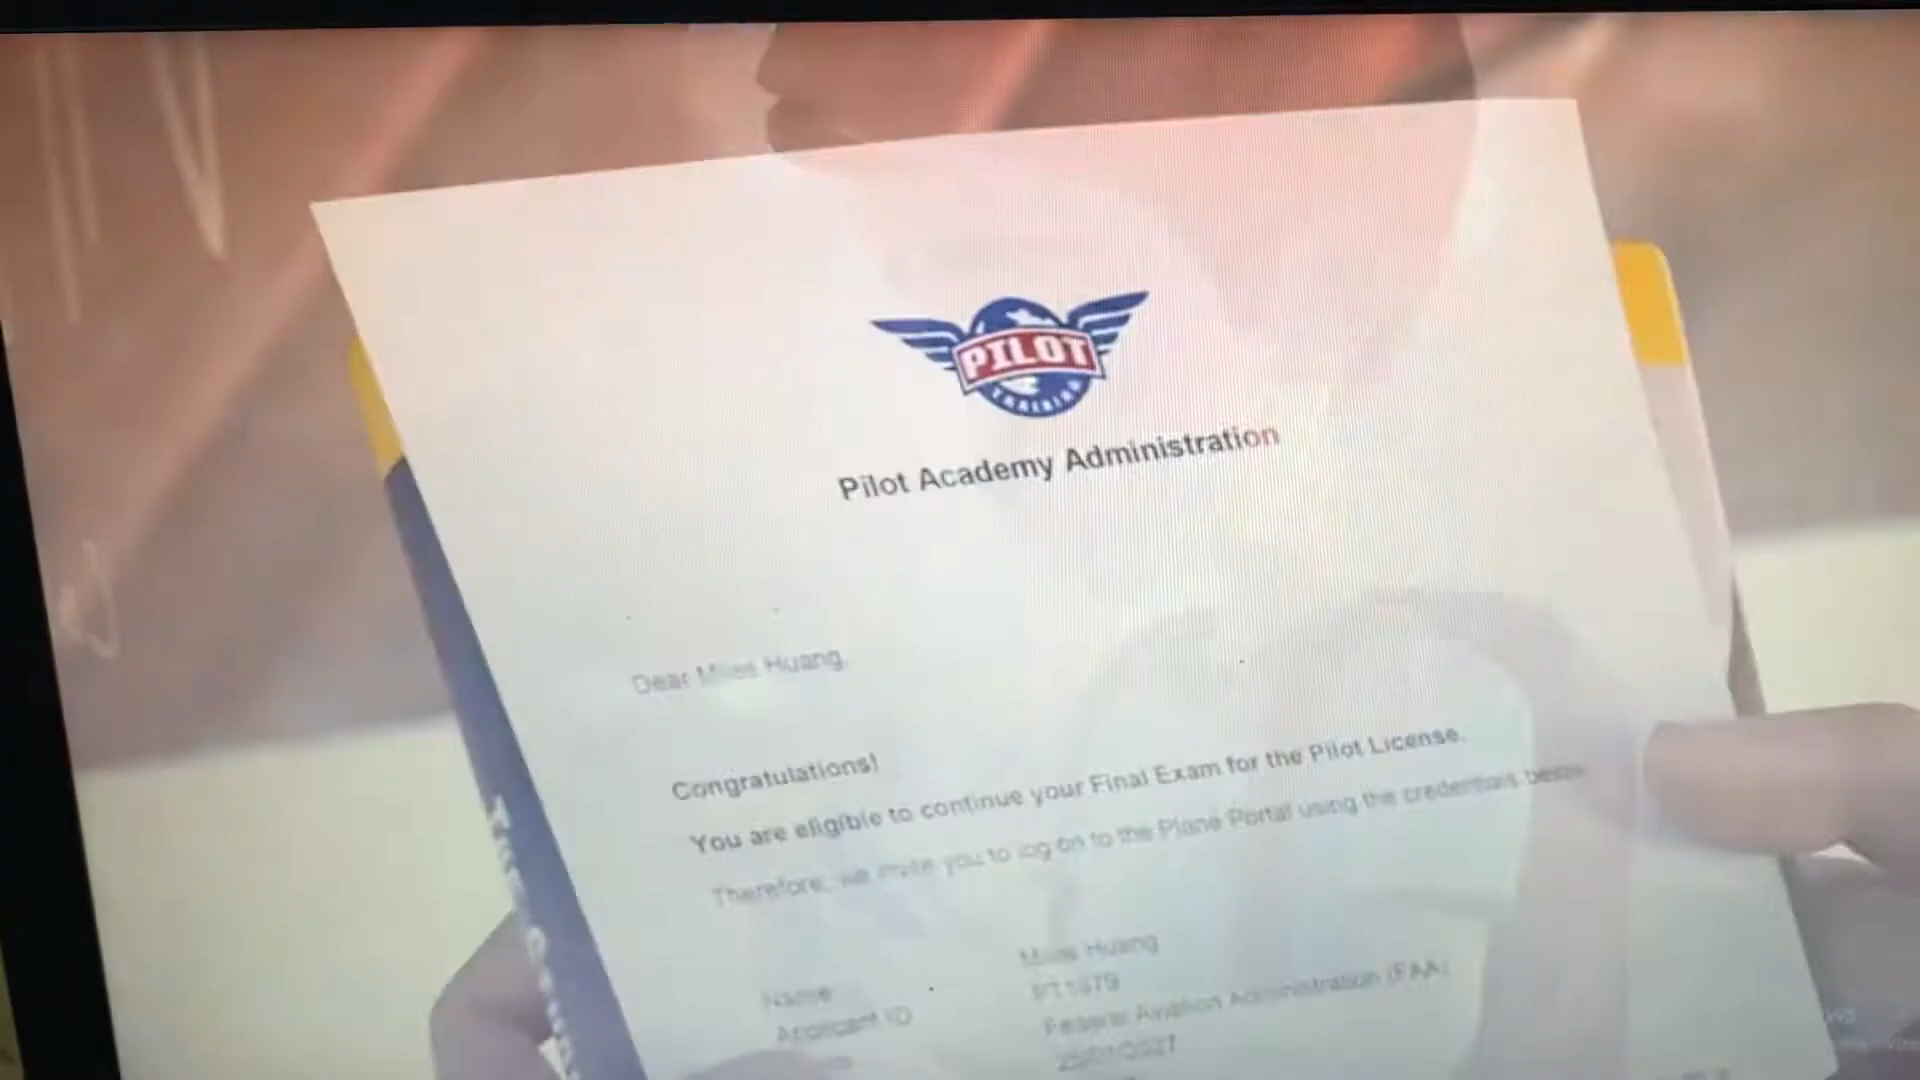 PILOT
TRAINING
Pilot Academy Administration
Dear Miles Huang,
Congratulations!
You are eligible to continue your Final Exam for the Pilot License.
Therefore, we invite you to log on to the Plane Portal using the credentials below
Name Miles Huang
Applicant ID PT1979
Federal Aviation Administration (FAA)